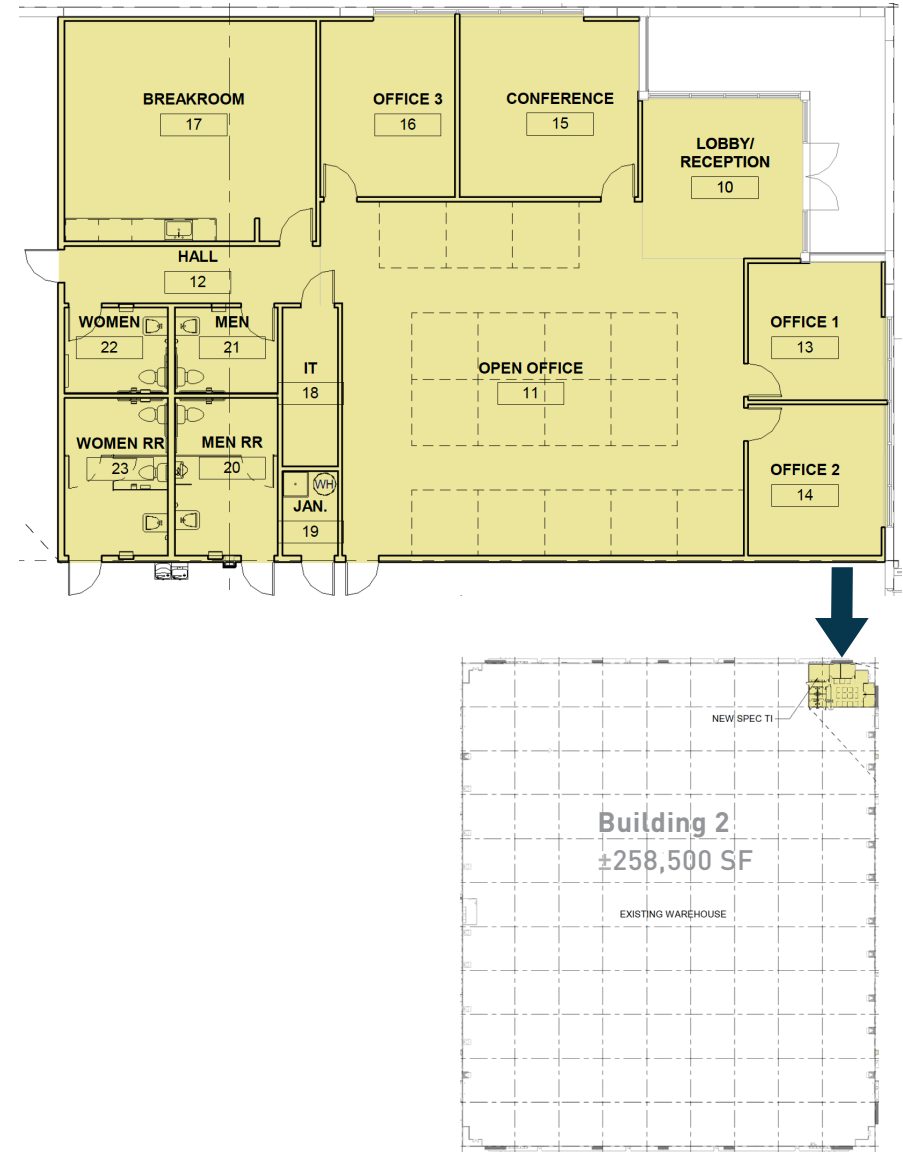 BREAKROOM
17
OFFICE 3
16
CONFERENCE
15
LOBBY/
RECEPTION
10
HALL
12
WOMEN
22
MEN
21
IT
18
OPEN OFFICE
11
OFFICE 1
13
WOMEN RR
23
MEN RR
20
WH
JAN.
19
OFFICE 2
14
NEW SPEC TI
Building 2
±258,500 SF
EXISTING WAREHOUSE